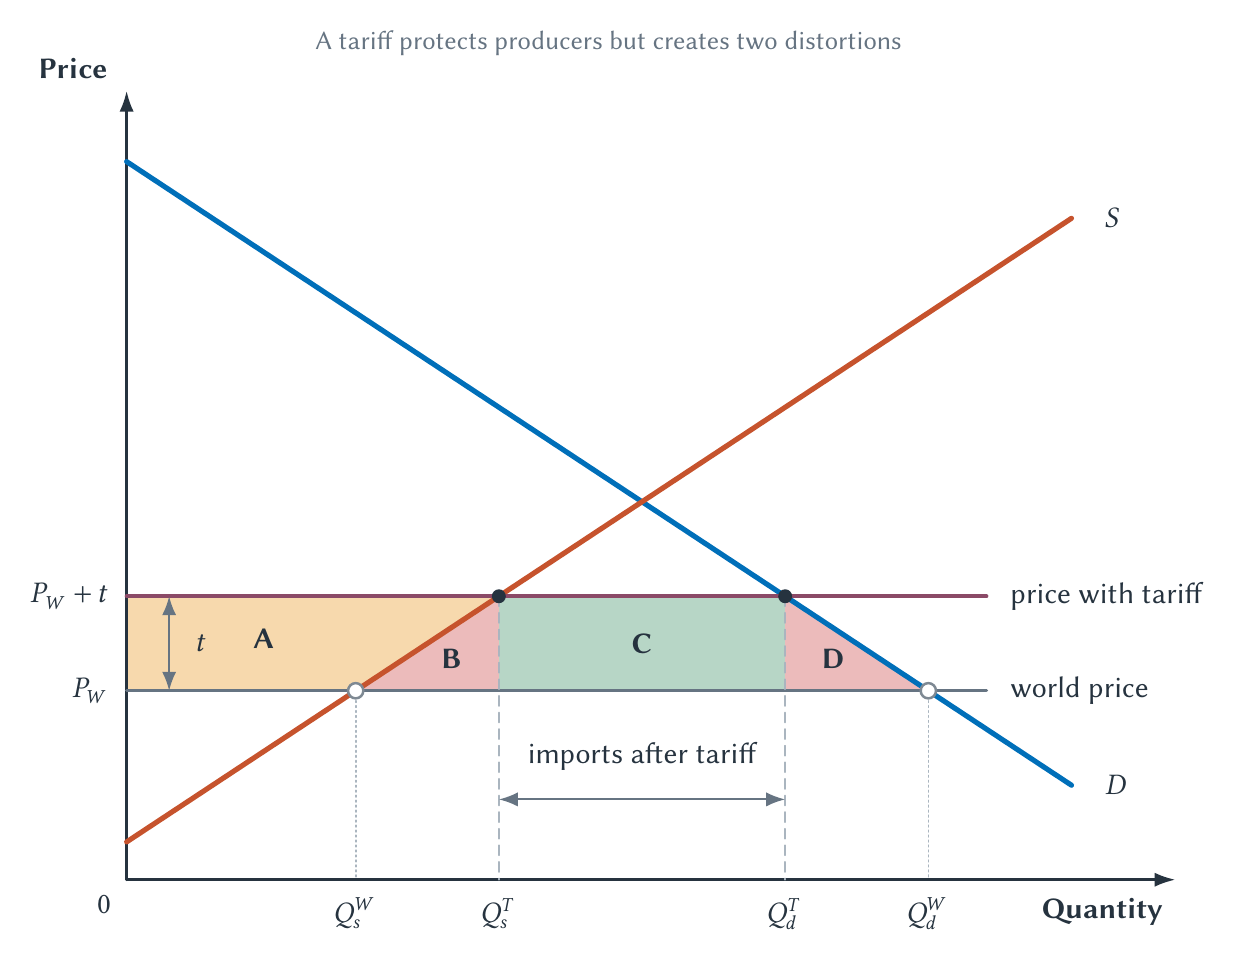 A tariff protects producers but creates two distortions
Price
S
P_W + t
price with tariff
t
A
B
C
D
P_W
world price
imports after tariff
D
0
Q_s^W
Q_s^T
Q_d^T
Q_d^W
Quantity